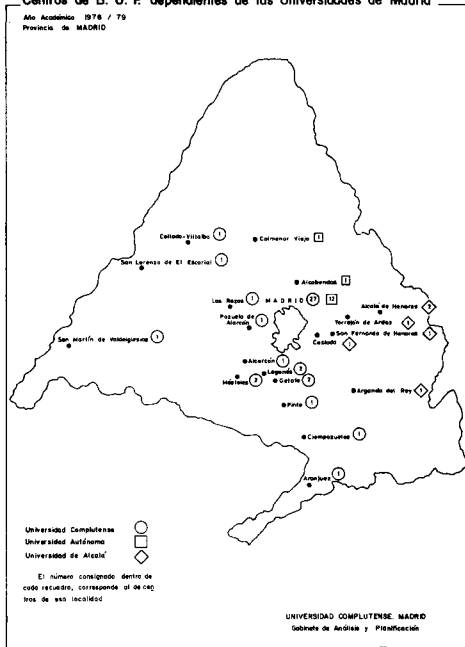 Centros de B. U. P. dependientes de las Universidades de Madrid
Año Académico 1978 / 79
Provincia de MADRID
Collado-Villalba 1
Colmenar Viejo 1
San Lorenzo de El Escorial 1
Alcobendas 1
Las Rozas 1
MADRID 27 12
Alcalá de Henares 2
Pozuelo de
Alarcón 1
Torrejón de Ardoz 1
San Fernando de Henares 1
Coslada 1
San Martín de Valdeiglesias 1
Alcorcón 1
Leganés 2
Móstoles 2
Getafe 2
Arganda del Rey 1
Pinto 1
Ciempozuelos 1
Aranjuez 1
Universidad Complutense
Universidad Autónoma
Universidad de Alcalá
El número consignado dentro de
cada recuadro, corresponde al de cen
tros de esa localidad
UNIVERSIDAD COMPLUTENSE. MADRID
Gabinete de Análisis y Planificación